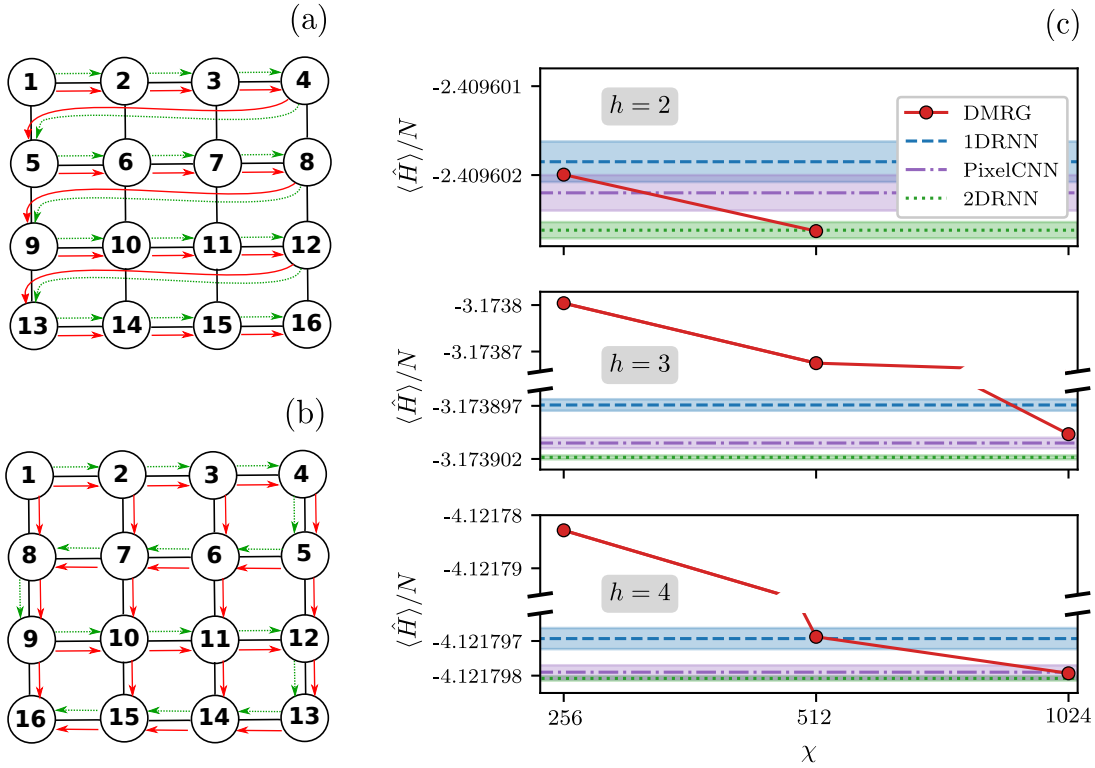 (a)
1 2 3 4
5 6 7 8
9 10 11 12
13 14 15 16
(b)
1 2 3 4
8 7 6 5
9 10 11 12
16 15 14 13
(c)
⟨Ĥ⟩/N
-2.409601
-2.409602
h = 2
DMRG
1DRNN
PixelCNN
2DRNN
⟨Ĥ⟩/N
-3.1738
-3.17387
-3.173897
-3.173902
h = 3
⟨Ĥ⟩/N
-4.12178
-4.12179
-4.121797
-4.121798
h = 4
256 512 1024
χ